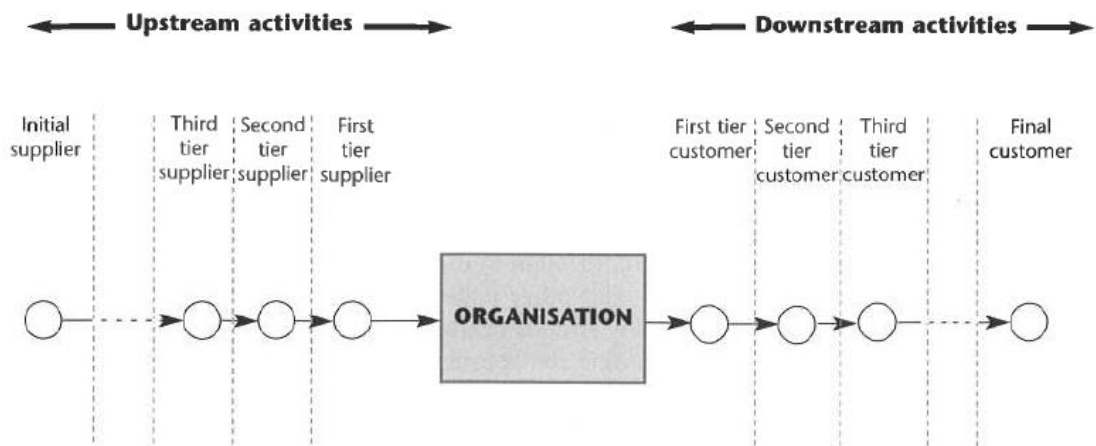 Upstream activities
Downstream activities
Initial
supplier
Third
tier
supplier
Second
tier
supplier
First
tier
supplier
First tier
customer
Second
tier
customer
Third
tier
customer
Final
customer
ORGANISATION